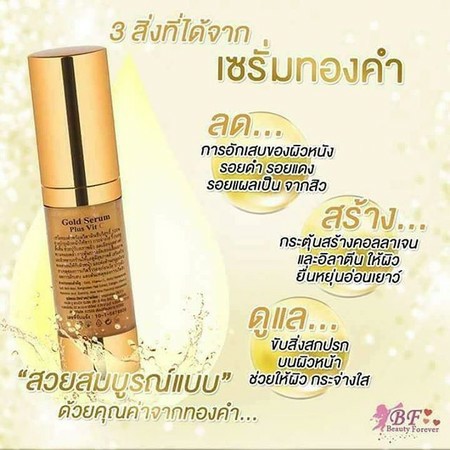 3 สิ่งที่ได้จาก
เซรั่มทองคำ
ลด...
การอักเสบของผิวหนัง
รอยดำ รอยแดง
รอยแผลเป็น จากสิว
สร้าง...
กระตุ้นสร้างคอลลาเจน
และอิลาติน ให้ผิว
ยืดหยุ่นอ่อนเยาว์
ดูแล...
ขับสิ่งสกปรก
บนผิวหน้า
ช่วยให้ผิว กระจ่างใส
Gold Serum
Plus Vit C
“สวยสมบูรณ์แบบ”
ด้วยคุณค่าจากทองคำ...
BF
Beauty Forever